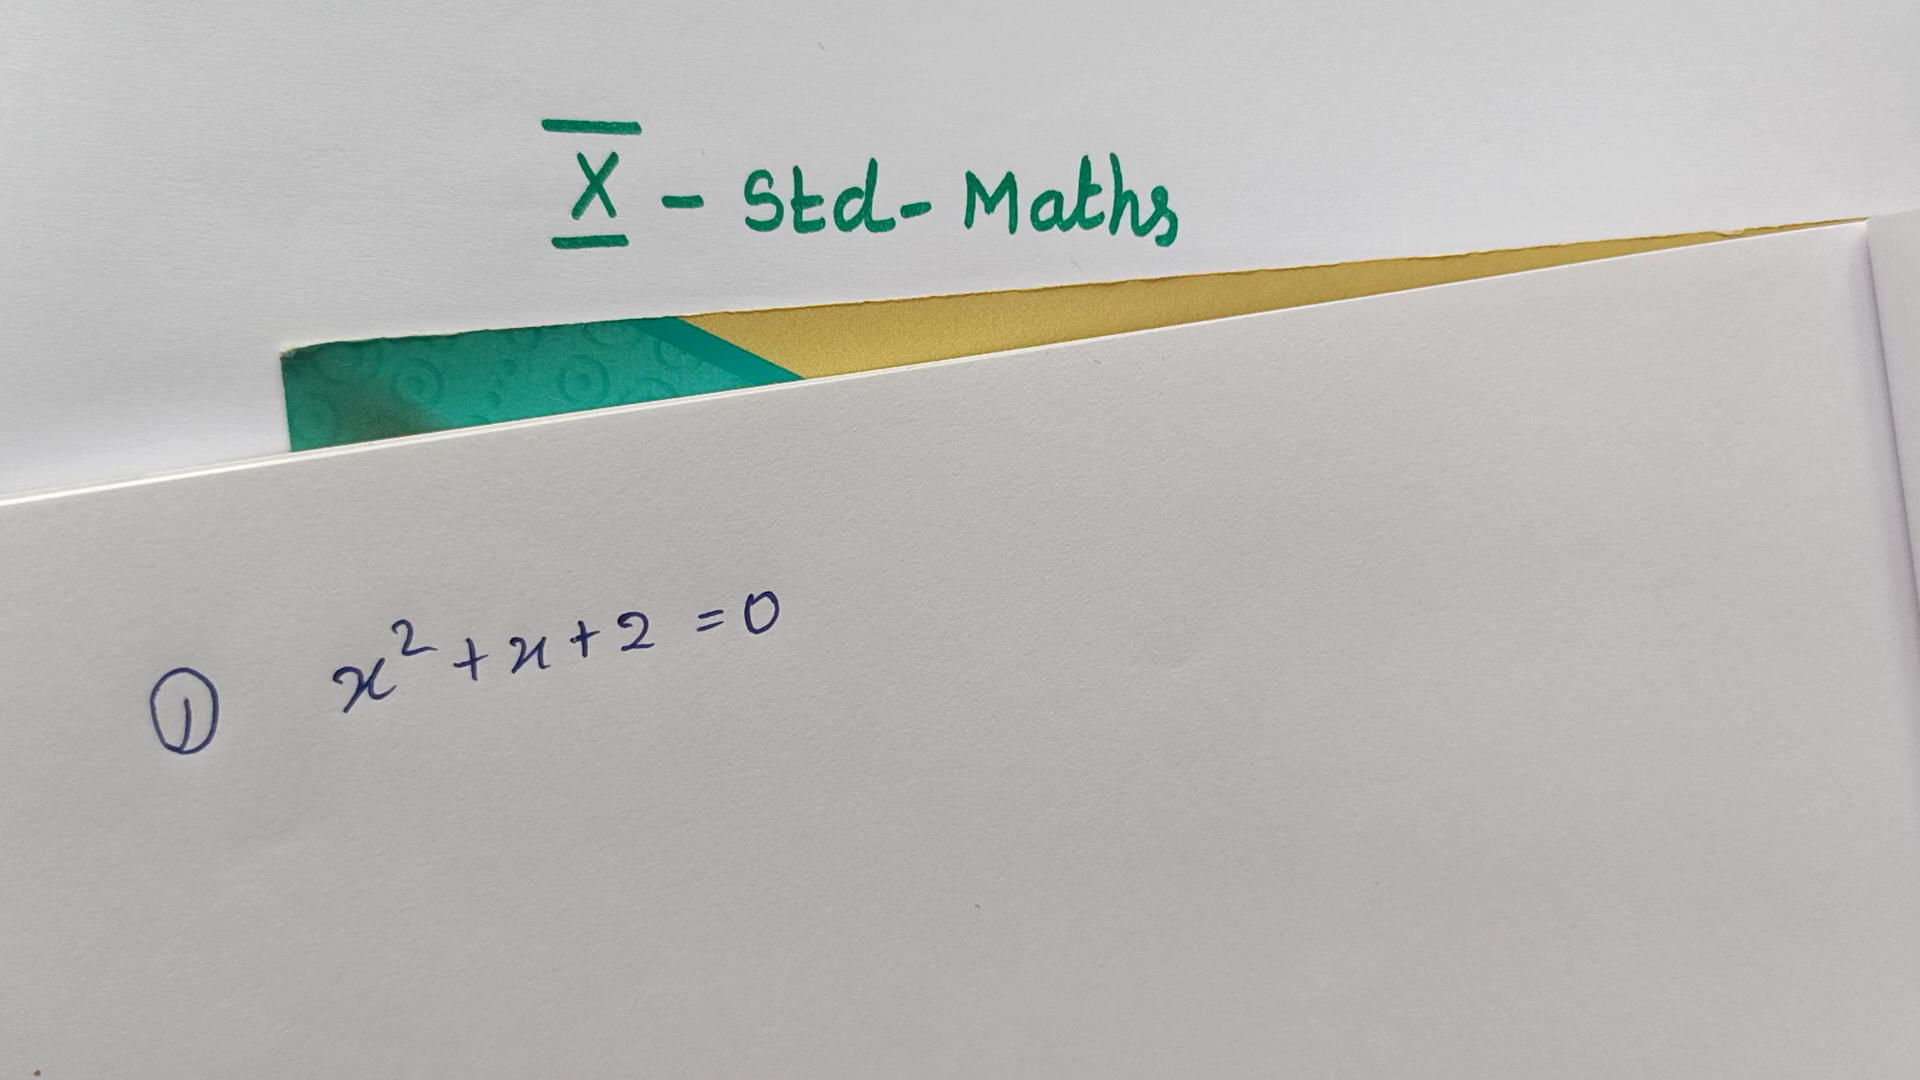 X - Std - Maths
① x² + x + 2 = 0